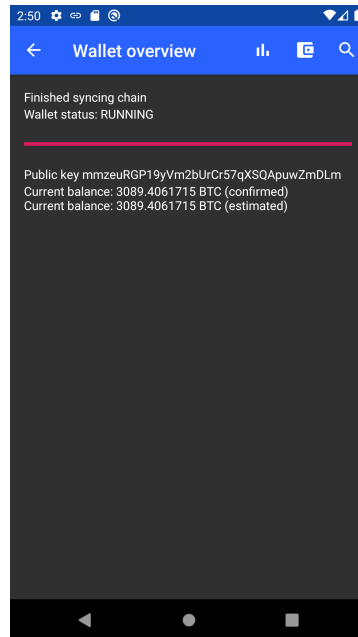 2:50
Wallet overview
Finished syncing chain
Wallet status: RUNNING
Public key mmzeuRGP19yVm2bUrCr57qXSQApuwZmDLm
Current balance: 3089.4061715 BTC (confirmed)
Current balance: 3089.4061715 BTC (estimated)